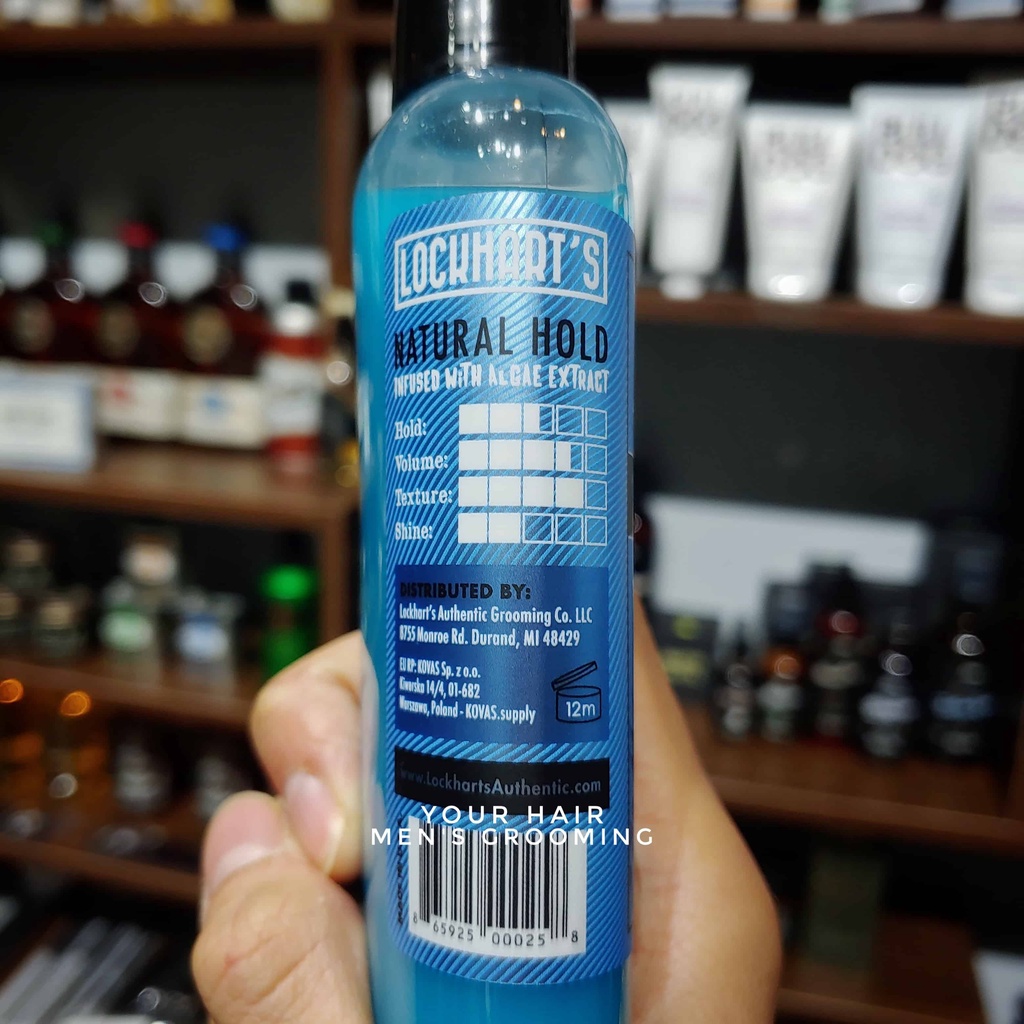 LOCKHART'S
NATURAL HOLD
INFUSED WITH ALGAE EXTRACT
Hold:
Volume:
Texture:
Shine:
DISTRIBUTED BY:
Lockhart's Authentic Grooming Co. LLC
8755 Monroe Rd. Durand, MI 48429
EU RP: KOVAS Sp. z o.o.
Kiwerska 14/4, 01-682
Warszawa, Poland - KOVAS.supply
12m
www.LockhartsAuthentic.com
YOUR HAIR
MEN'S GROOMING
8 65925 00025 8